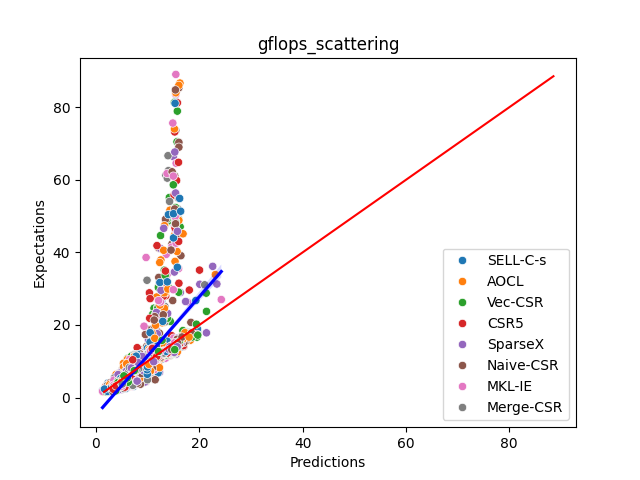 gflops_scattering
Expectations
80
60
40
20
0
0 20 40 60 80
Predictions
SELL-C-s
AOCL
Vec-CSR
CSR5
SparseX
Naive-CSR
MKL-IE
Merge-CSR